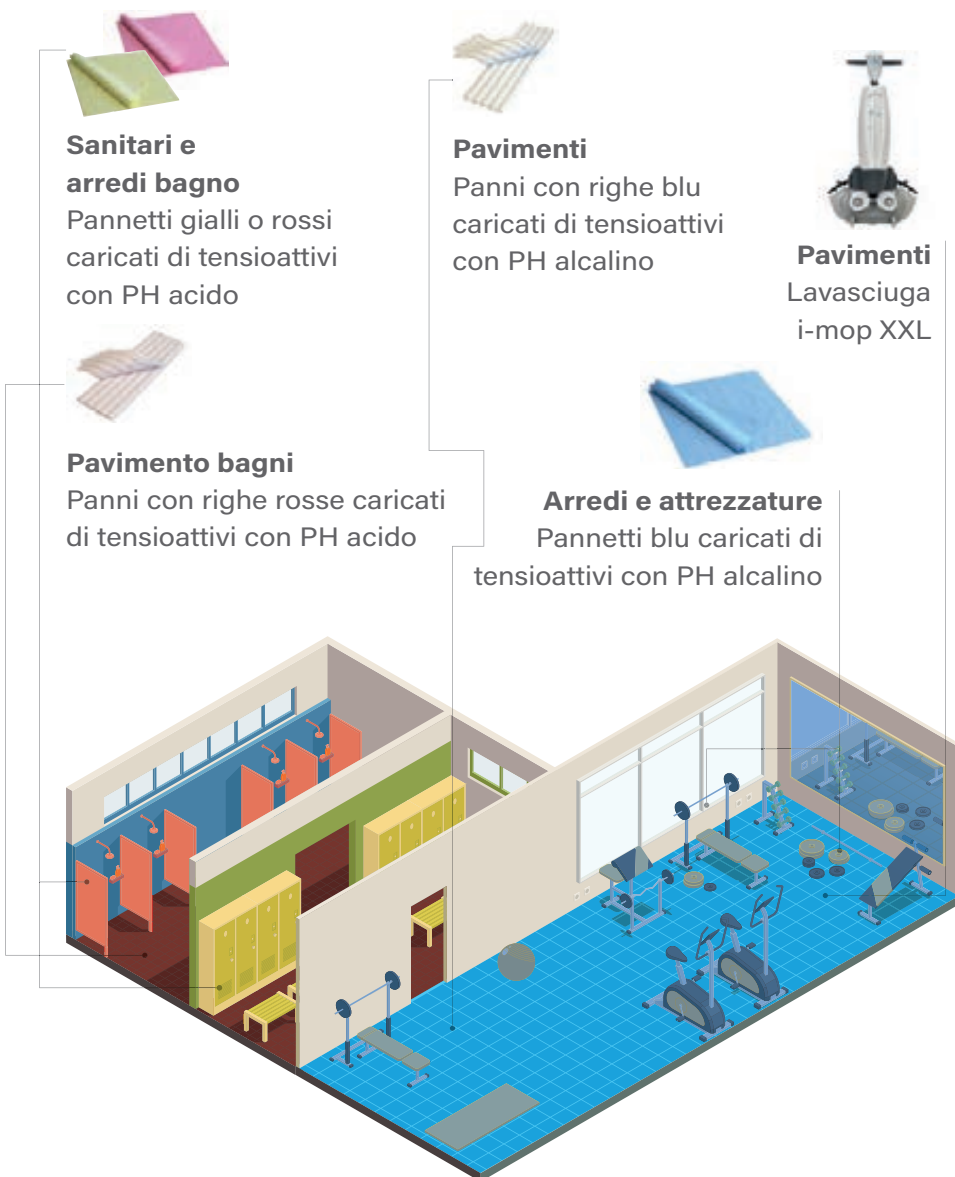 Sanitari e
arredi bagno
Pannetti gialli o rossi
caricati di tensioattivi
con PH acido
Pavimenti
Panni con righe blu
caricati di tensioattivi
con PH alcalino
Pavimenti
Lavasciuga
i-mop XXL
Pavimento bagni
Panni con righe rosse caricati
di tensioattivi con PH acido
Arredi e attrezzature
Pannetti blu caricati di
tensioattivi con PH alcalino